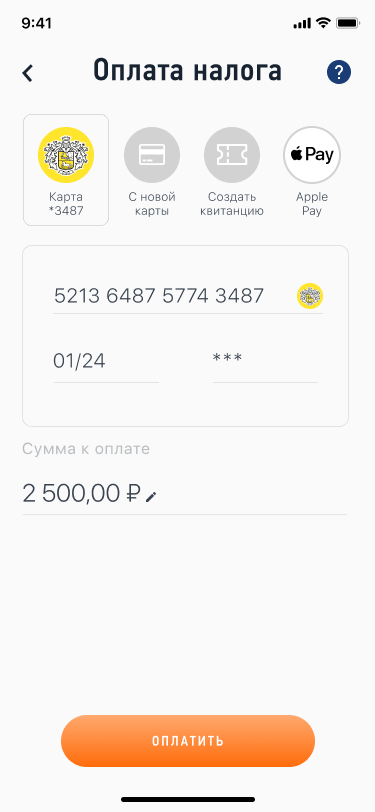 9:41
Оплата налога
?
Pay
Карта
*3487
С новой
карты
Создать
квитанцию
Apple
Pay
5213 6487 5774 3487
01/24
***
Сумма к оплате
2 500,00 ₽
ОПЛАТИТЬ